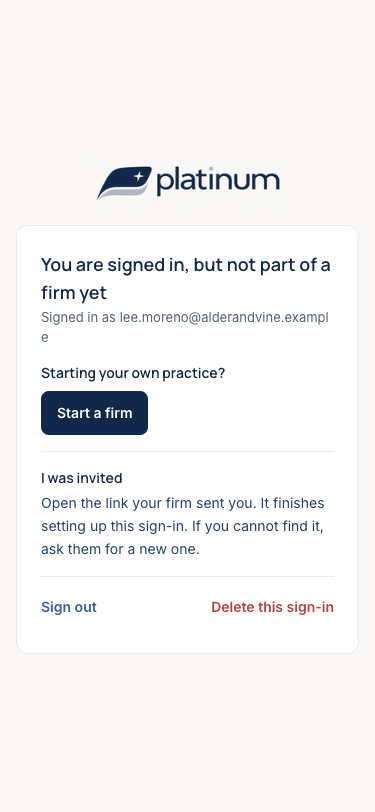 platinum
You are signed in, but not part of a
firm yet
Signed in as lee.moreno@alderandvine.exampl
e
Starting your own practice?
Start a firm
I was invited
Open the link your firm sent you. It finishes
setting up this sign-in. If you cannot find it,
ask them for a new one.
Sign out
Delete this sign-in